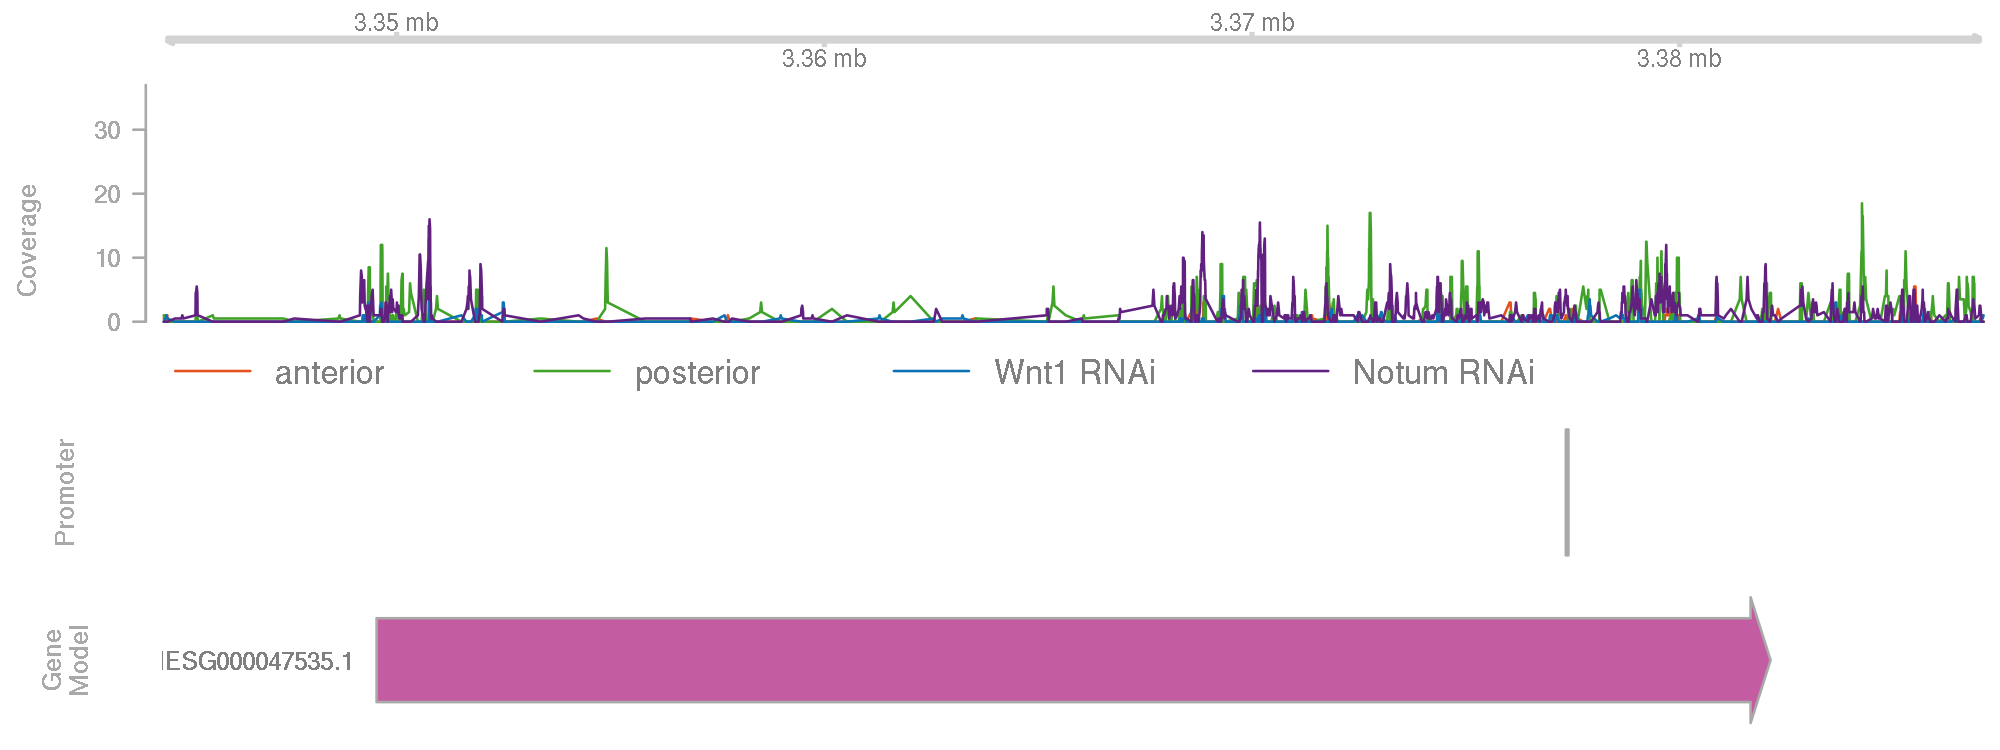 3.35 mb
3.37 mb
3.36 mb
3.38 mb
Coverage
30
20
10
0
anterior
posterior
Wnt1 RNAi
Notum RNAi
Promoter
0
Gene
Model
IESG000047535.1